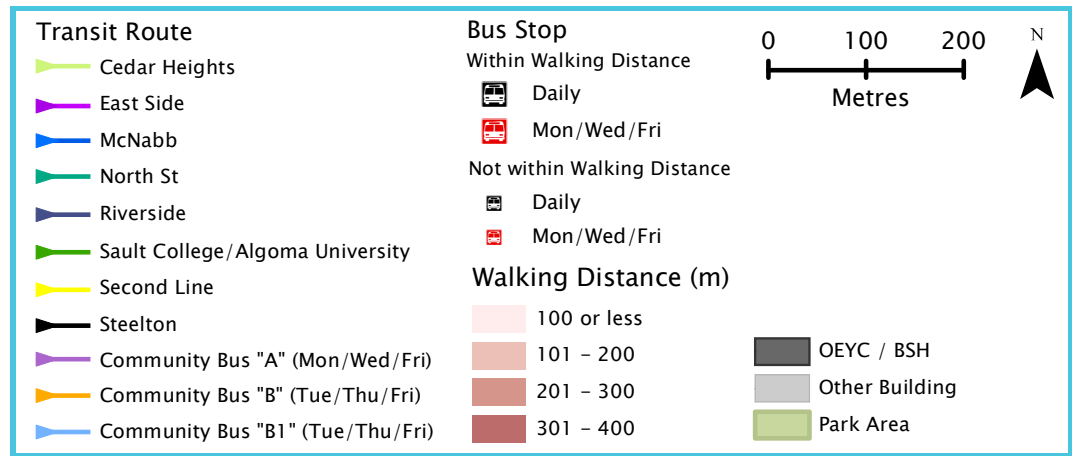 Transit Route
Cedar Heights
East Side
McNabb
North St
Riverside
Sault College/Algoma University
Second Line
Steelton
Community Bus "A" (Mon/Wed/Fri)
Community Bus "B" (Tue/Thu/Fri)
Community Bus "B1" (Tue/Thu/Fri)
Bus Stop
Within Walking Distance
Daily
Mon/Wed/Fri
Not within Walking Distance
Daily
Mon/Wed/Fri
Walking Distance (m)
100 or less
101 - 200
201 - 300
301 - 400
0 100 200
Metres
N
OEYC / BSH
Other Building
Park Area